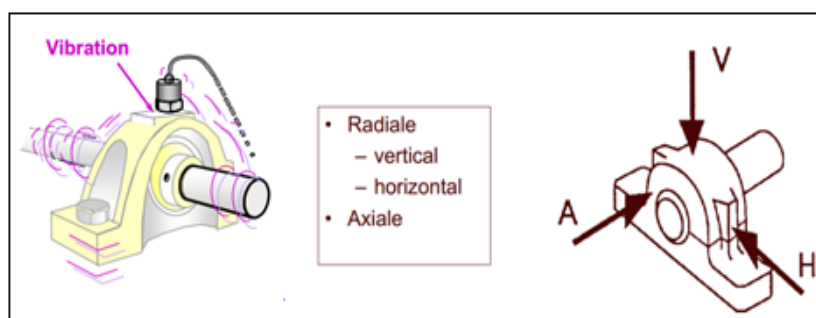 Vibration
• Radiale
– vertical
– horizontal
• Axiale
V
A
H